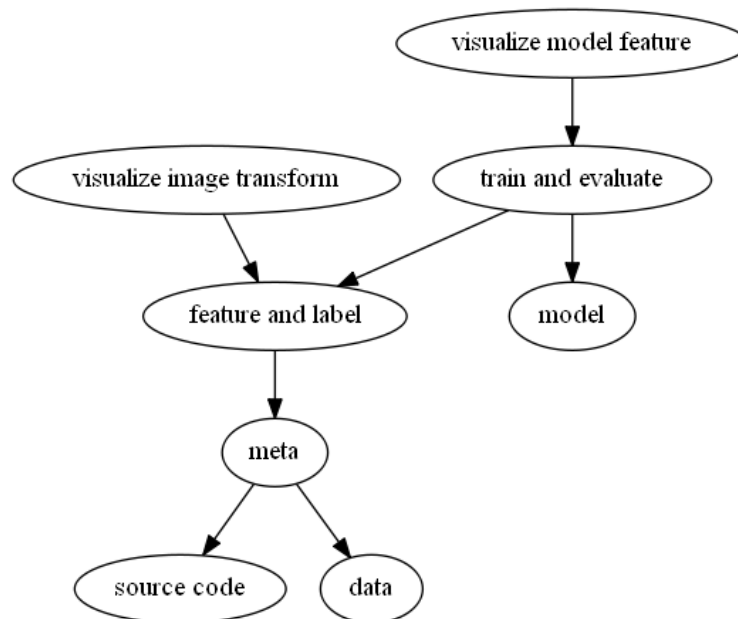 visualize model feature
visualize image transform
train and evaluate
feature and label
model
meta
source code
data